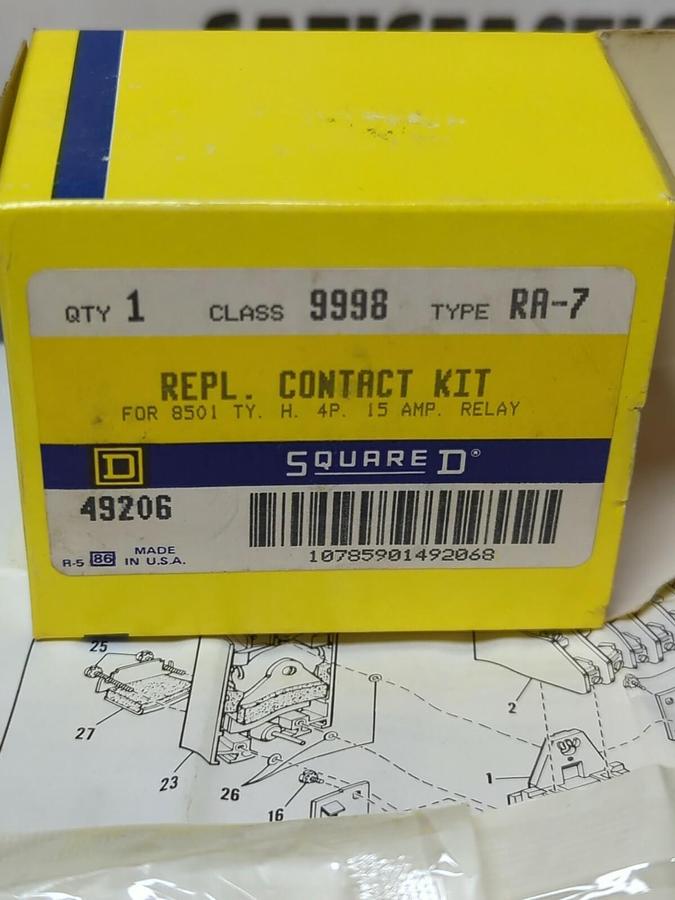 QTY 1 CLASS 9998 TYPE RA-7
REPL. CONTACT KIT
FOR 8501 TY. H. 4P. 15 AMP. RELAY
D SQUARE D®
49206
10785901492068
R-5 86 MADE IN U.S.A.
25
27
23
26
16
2
1